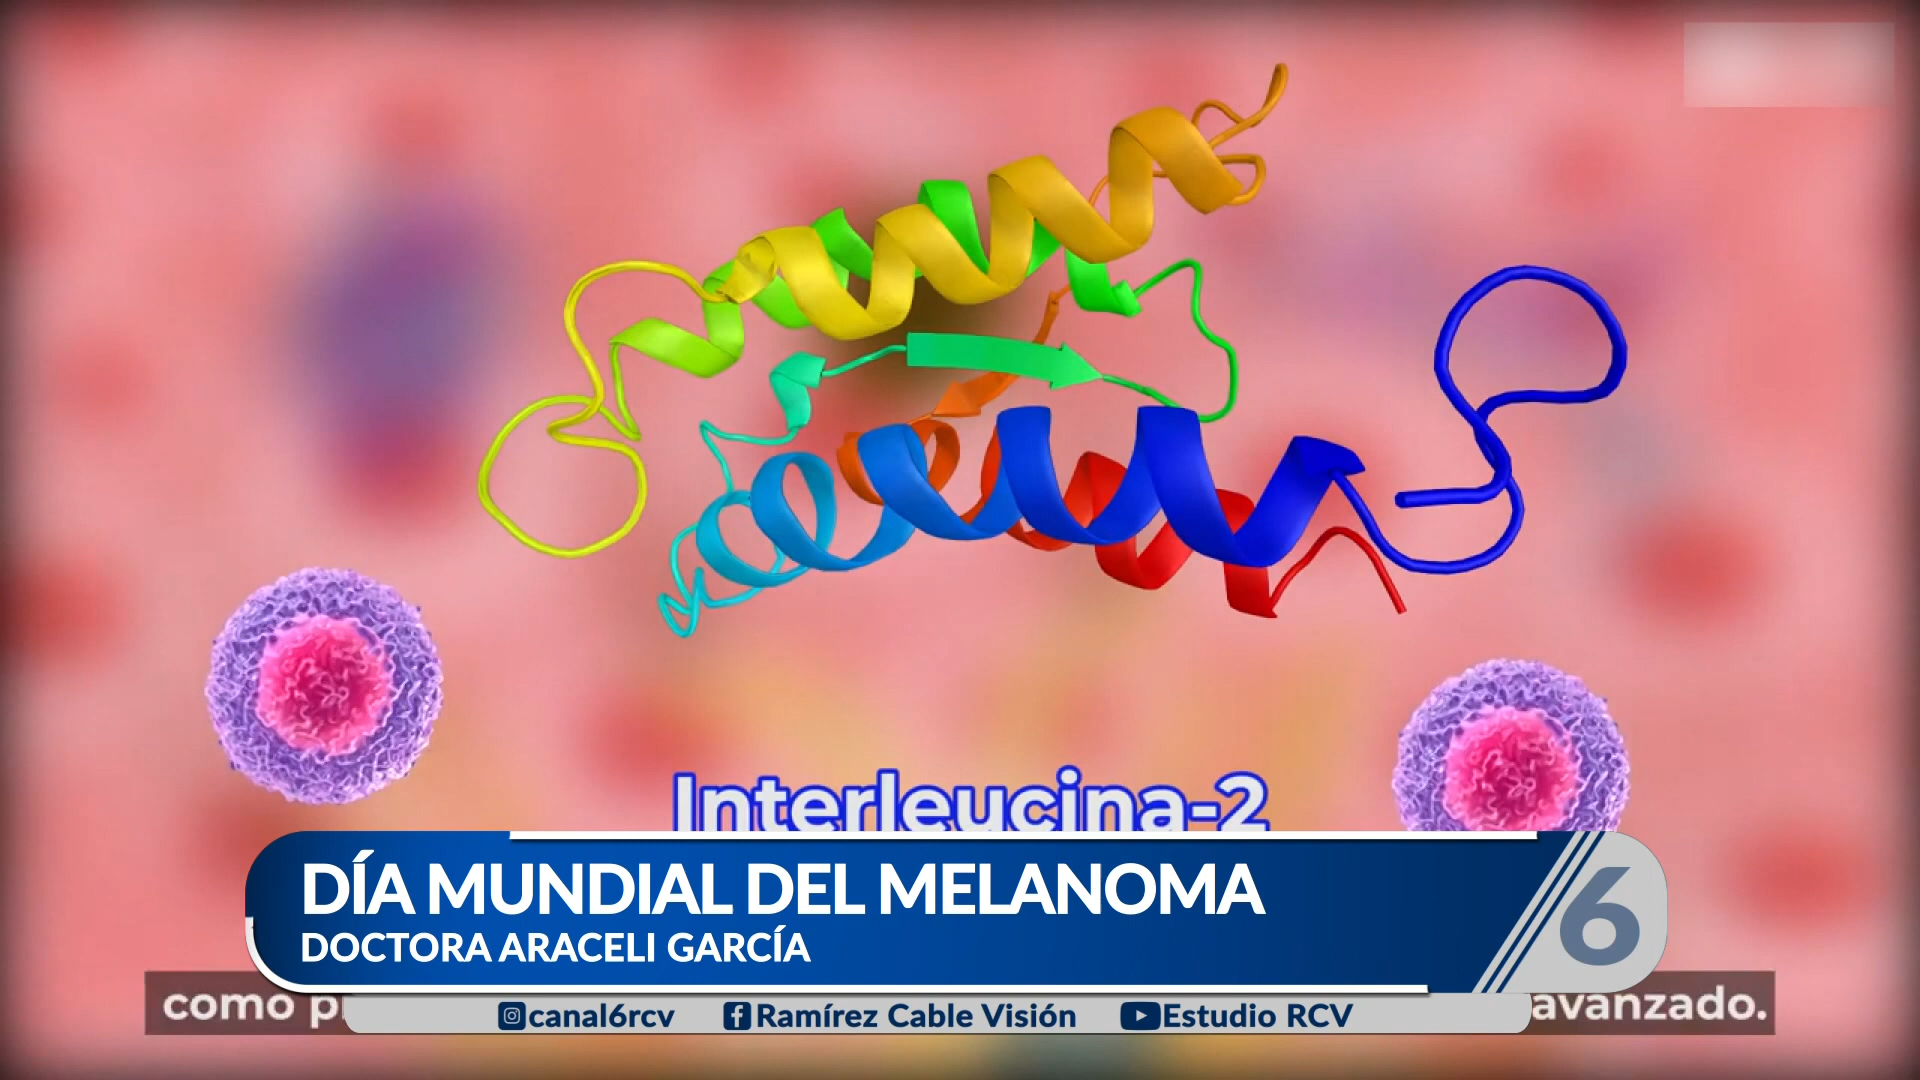 Interleucina-2
DÍA MUNDIAL DEL MELANOMA
DOCTORA ARACELI GARCÍA
6
como avanzado.
canal6rcv Ramírez Cable Visión Estudio RCV